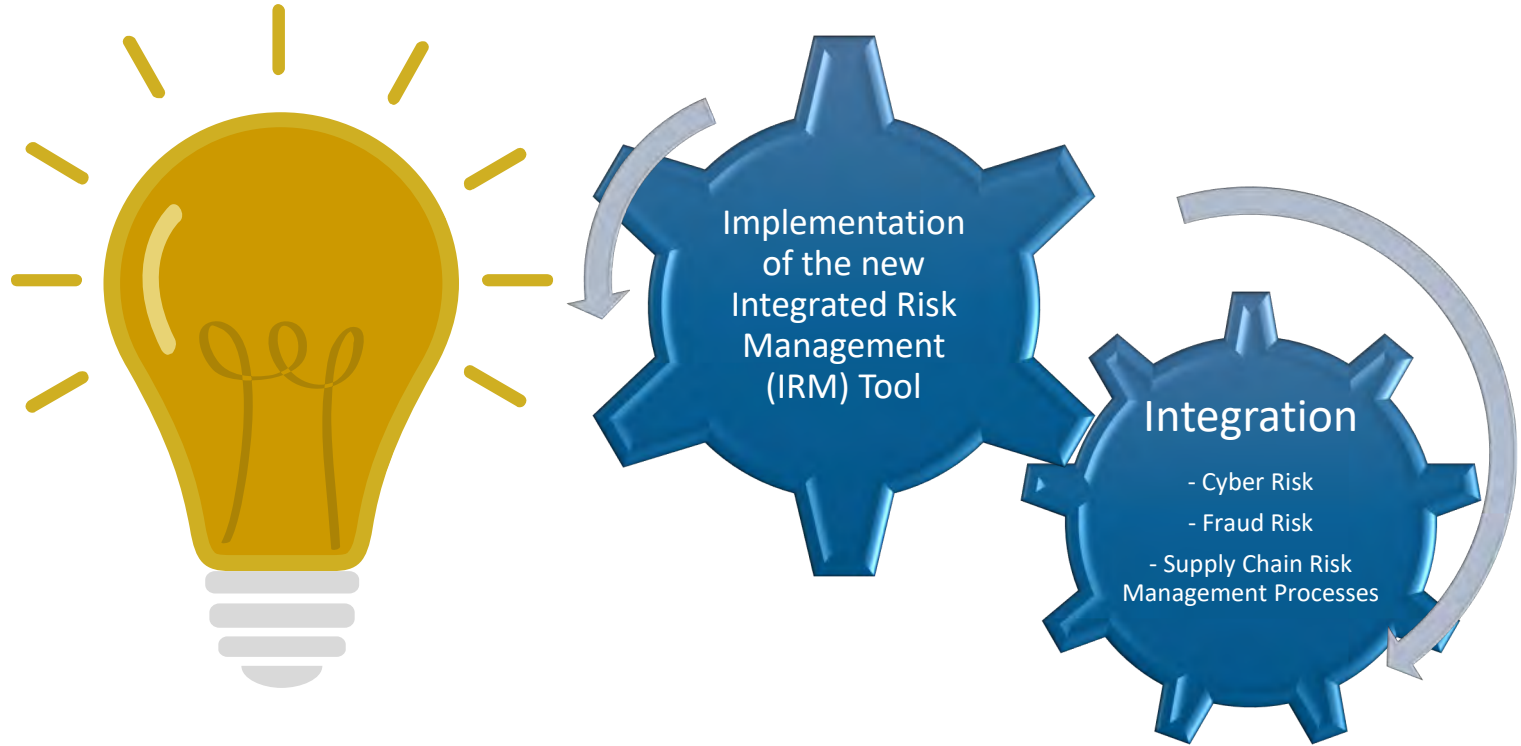 Implementation
of the new
Integrated Risk
Management
(IRM) Tool
Integration
- Cyber Risk
- Fraud Risk
- Supply Chain Risk
Management Processes